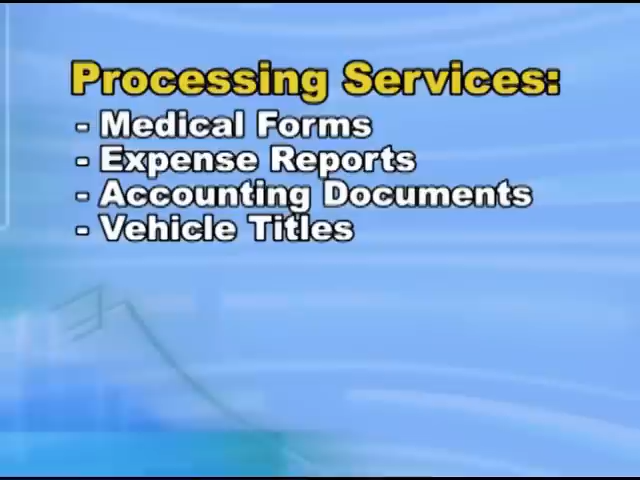 Processing Services:
- Medical Forms
- Expense Reports
- Accounting Documents
- Vehicle Titles